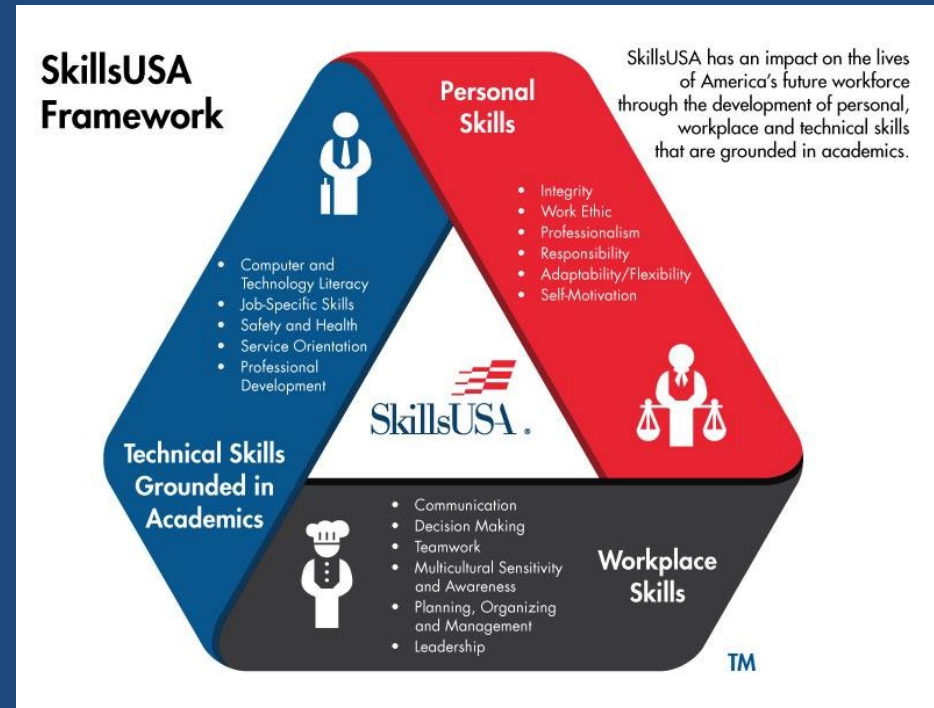 SkillsUSA
Framework
SkillsUSA has an impact on the lives
of America's future workforce
through the development of personal,
workplace and technical skills
that are grounded in academics.
Personal
Skills
• Integrity
• Work Ethic
• Professionalism
• Responsibility
• Adaptability/Flexibility
• Self-Motivation
• Computer and
Technology Literacy
• Job-Specific Skills
• Safety and Health
• Service Orientation
• Professional
Development
Technical Skills
Grounded in
Academics
SkillsUSA ®
• Communication
• Decision Making
• Teamwork
• Multicultural Sensitivity
and Awareness
• Planning, Organizing
and Management
• Leadership
Workplace
Skills
TM